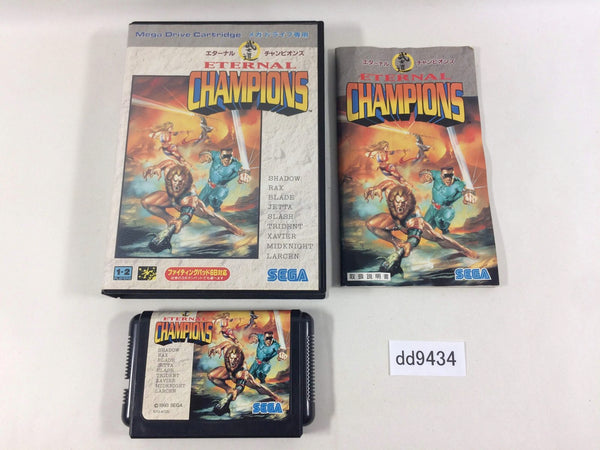 Mega Drive Cartridge メガドライブ専用
エターナル チャンピオンズ
ETERNAL
CHAMPIONS
SHADOW
RAX
BLADE
JETTA
SLASH
TRIDENT
XAVIER
MIDKNIGHT
LARCEN
1・2
ファイティングパッド6B対応
SEGA
エターナル チャンピオンズ
ETERNAL
CHAMPIONS
取扱説明書
SEGA
ETERNAL
CHAMPIONS
SHADOW
RAX
BLADE
JETTA
SLASH
TRIDENT
XAVIER
MIDKNIGHT
LARCEN
©1993 SEGA
SEGA
dd9434